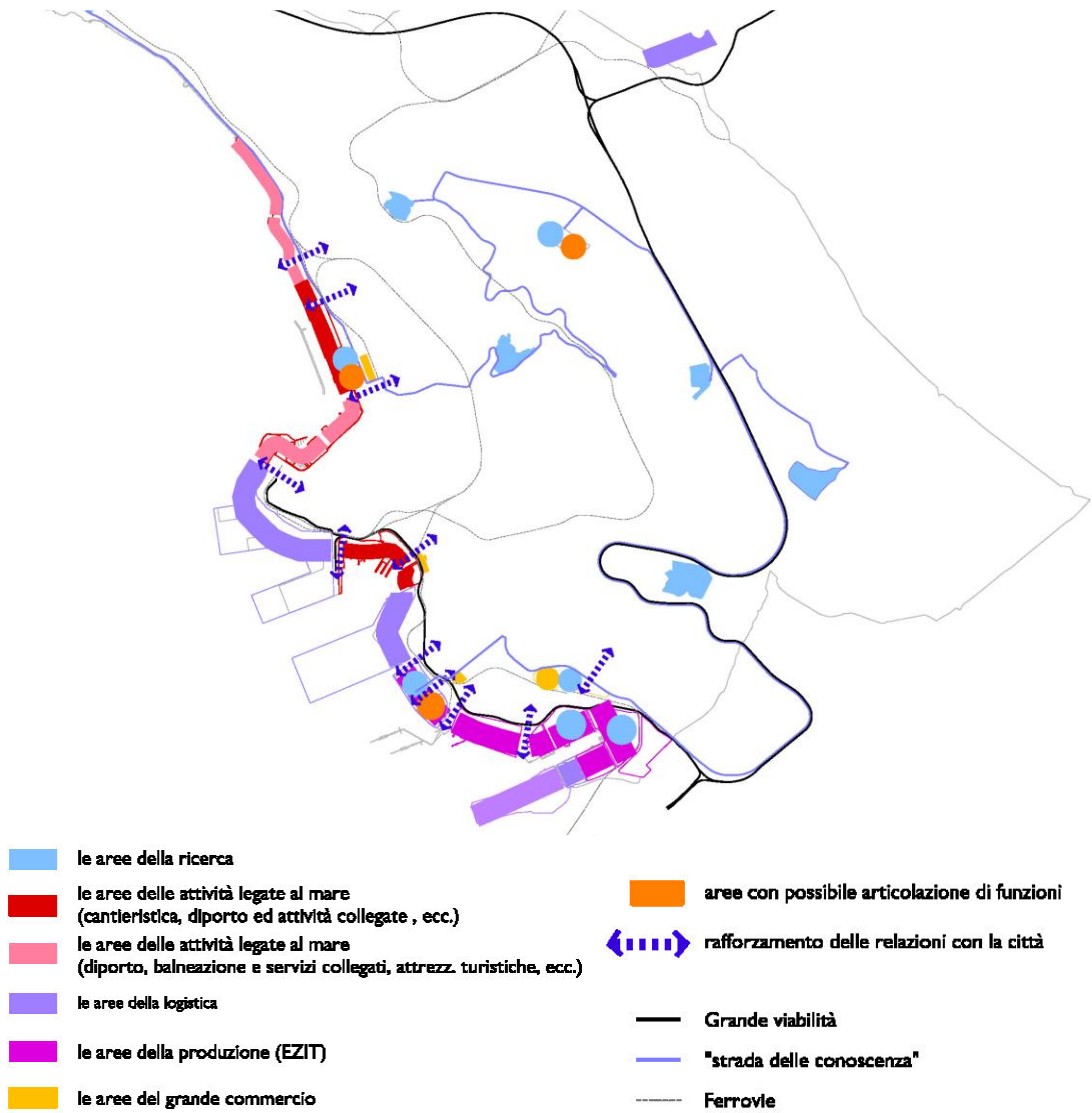 le aree della ricerca
le aree delle attività legate al mare
(cantieristica, diporto ed attività collegate , ecc.)
le aree delle attività legate al mare
(diporto, balneazione e servizi collegati, attrezz. turistiche, ecc.)
le aree della logistica
le aree della produzione (EZIT)
le aree del grande commercio
aree con possibile articolazione di funzioni
rafforzamento delle relazioni con la città
Grande viabilità
"strada delle conoscenza"
Ferrovie